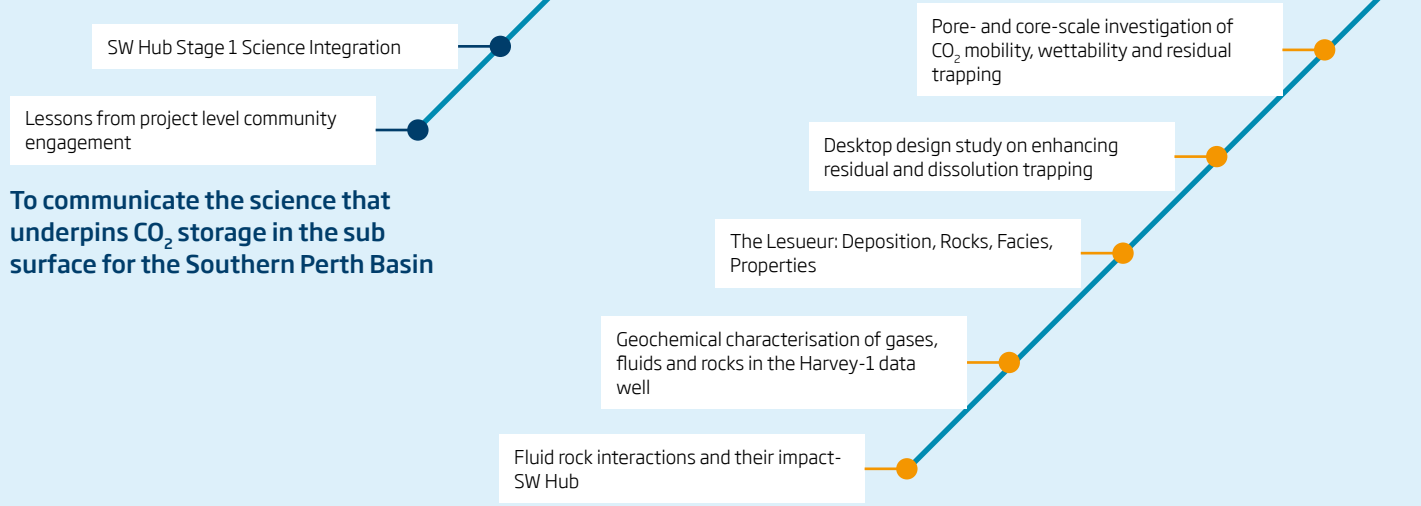 SW Hub Stage 1 Science Integration
Lessons from project level community
engagement
To communicate the science that
underpins CO₂ storage in the sub
surface for the Southern Perth Basin
Pore- and core-scale investigation of
CO₂ mobility, wettability and residual
trapping
Desktop design study on enhancing
residual and dissolution trapping
The Lesueur: Deposition, Rocks, Facies,
Properties
Geochemical characterisation of gases,
fluids and rocks in the Harvey-1 data
well
Fluid rock interactions and their impact-
SW Hub